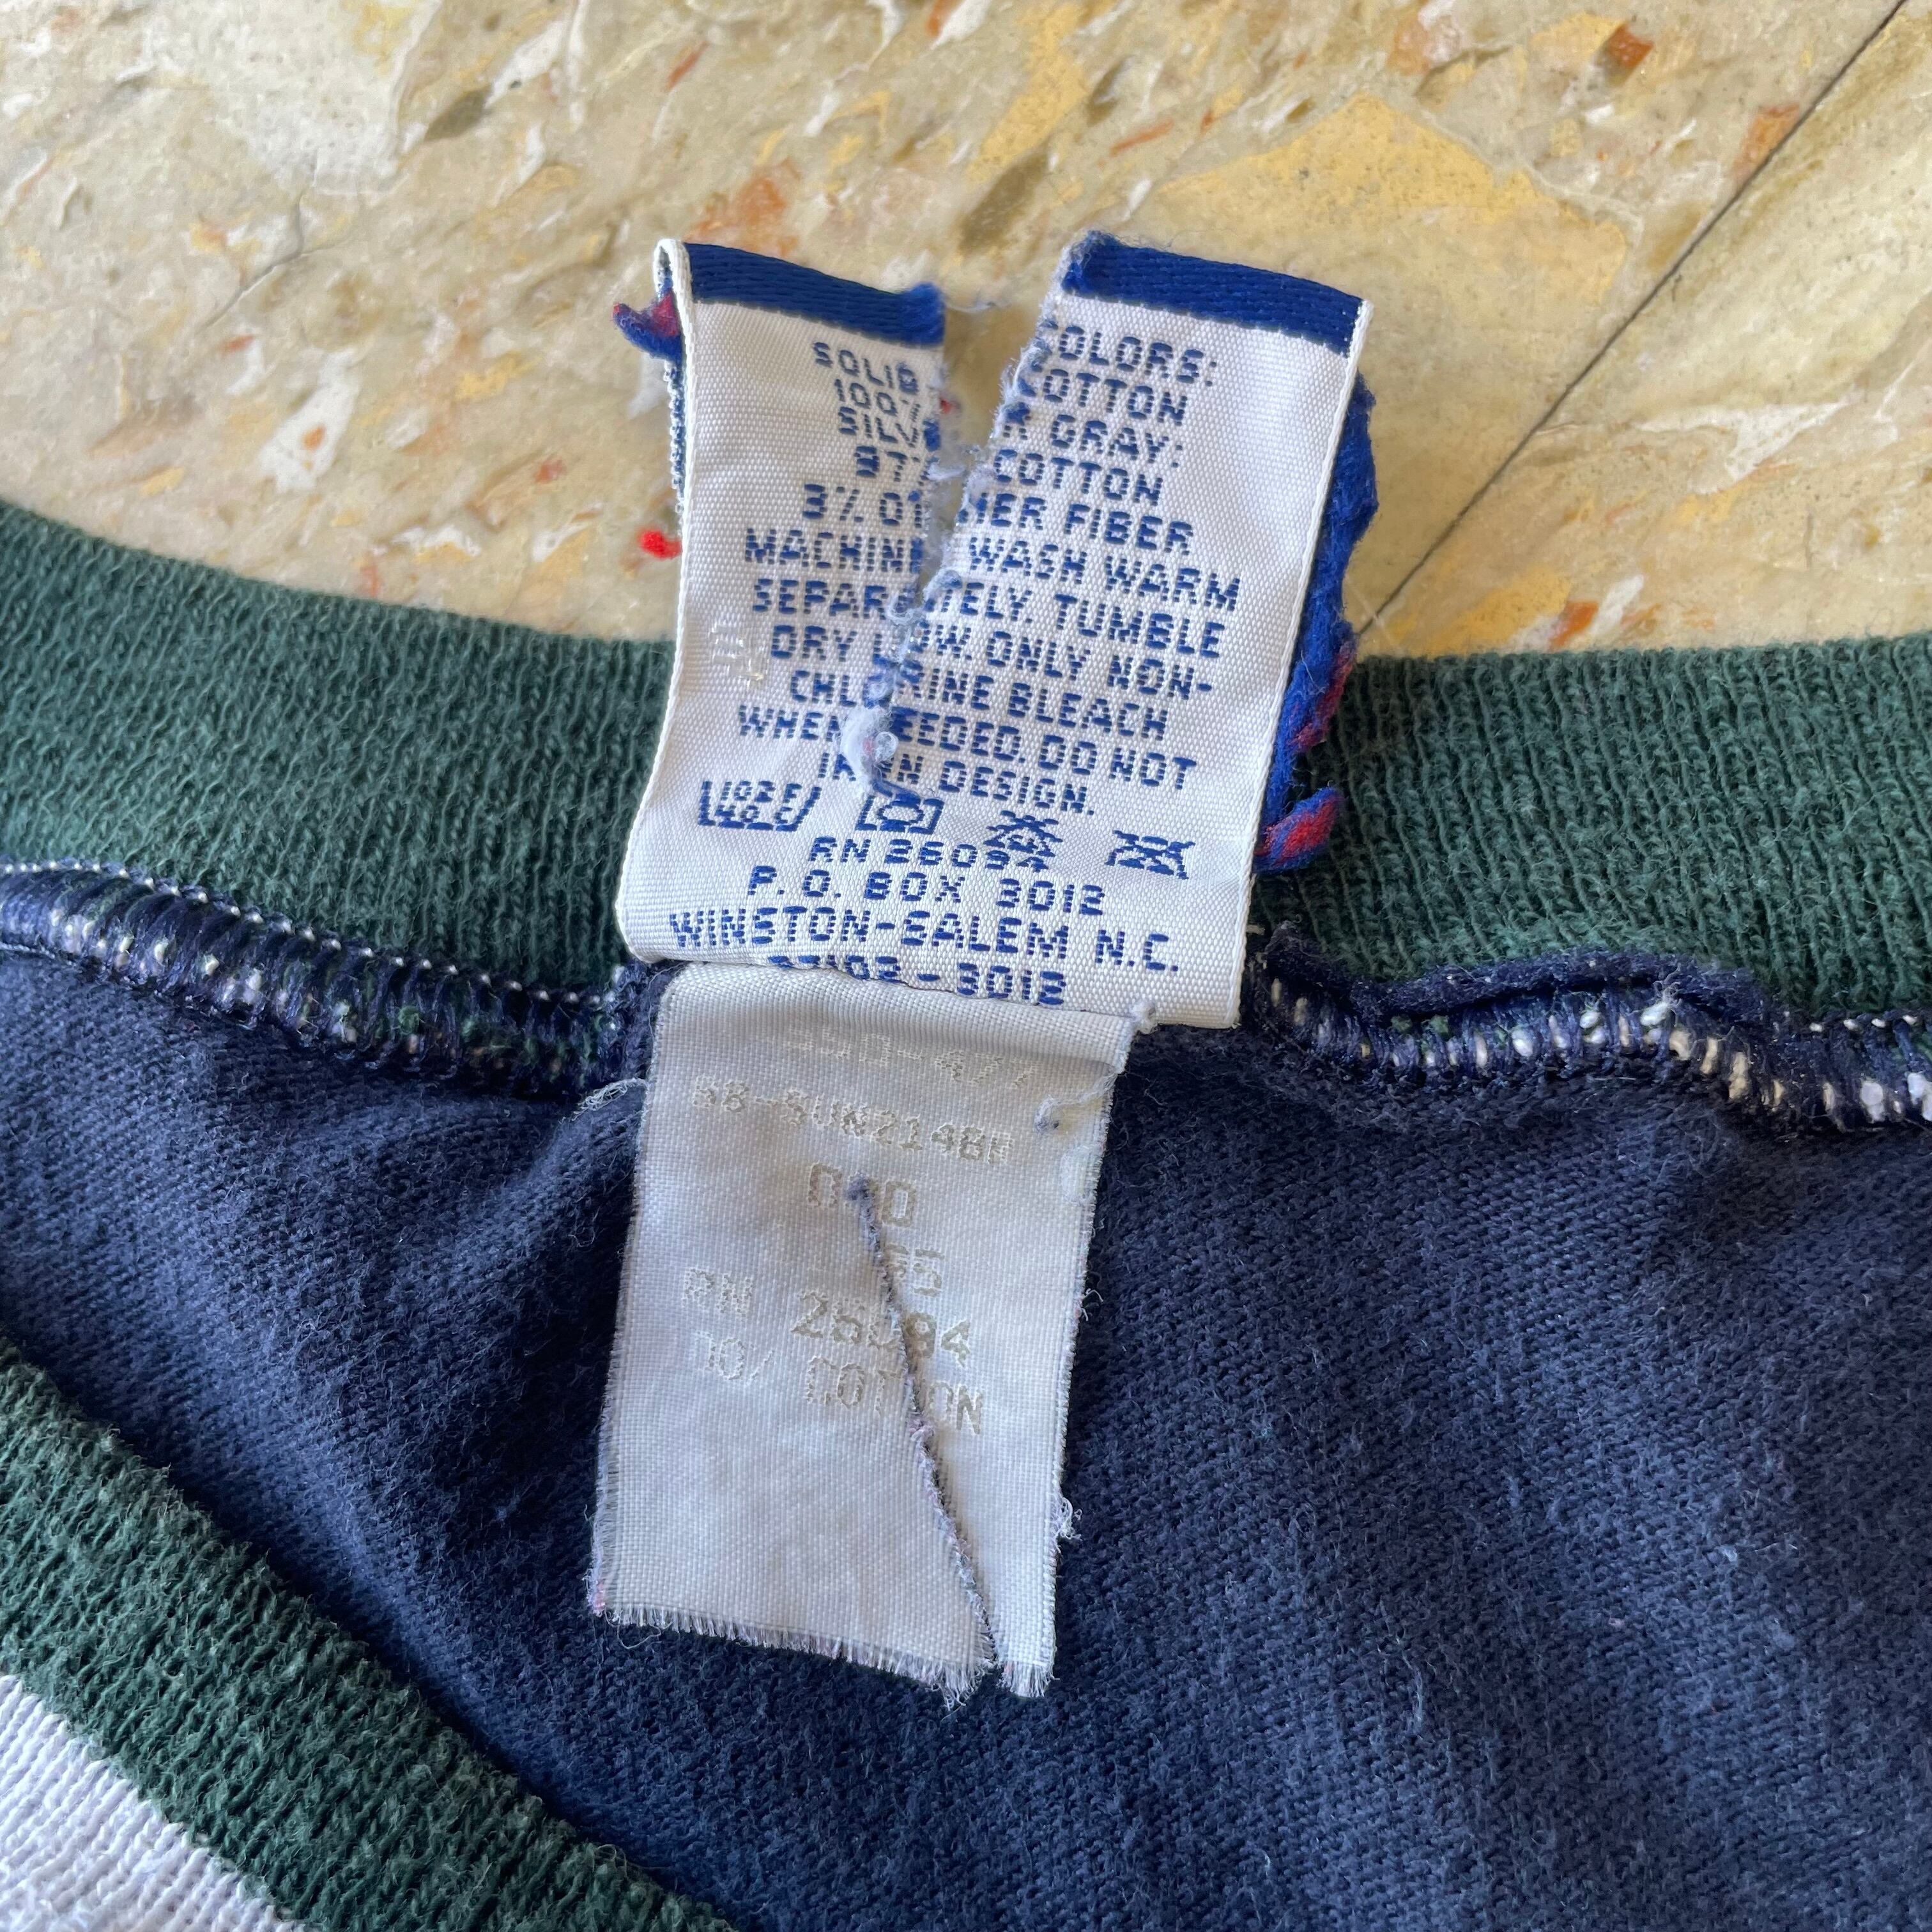 SOLID COLORS:
100% COTTON
SILVER GRAY:
97% COTTON
3% OTHER FIBER
MACHINE WASH WARM
SEPARATELY. TUMBLE
DRY LOW. ONLY NON-
CHLORINE BLEACH
WHEN NEEDED. DO NOT
IRON DESIGN.
102F
40C
RN 26094
P.O. BOX 3012
WINSTON-SALEM N.C.
27102-3012
RN 26094
COTTON